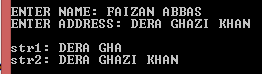 ENTER NAME: FAIZAN ABBAS
ENTER ADDRESS: DERA GHAZI KHAN
str1: DERA GHA
str2: DERA GHAZI KHAN